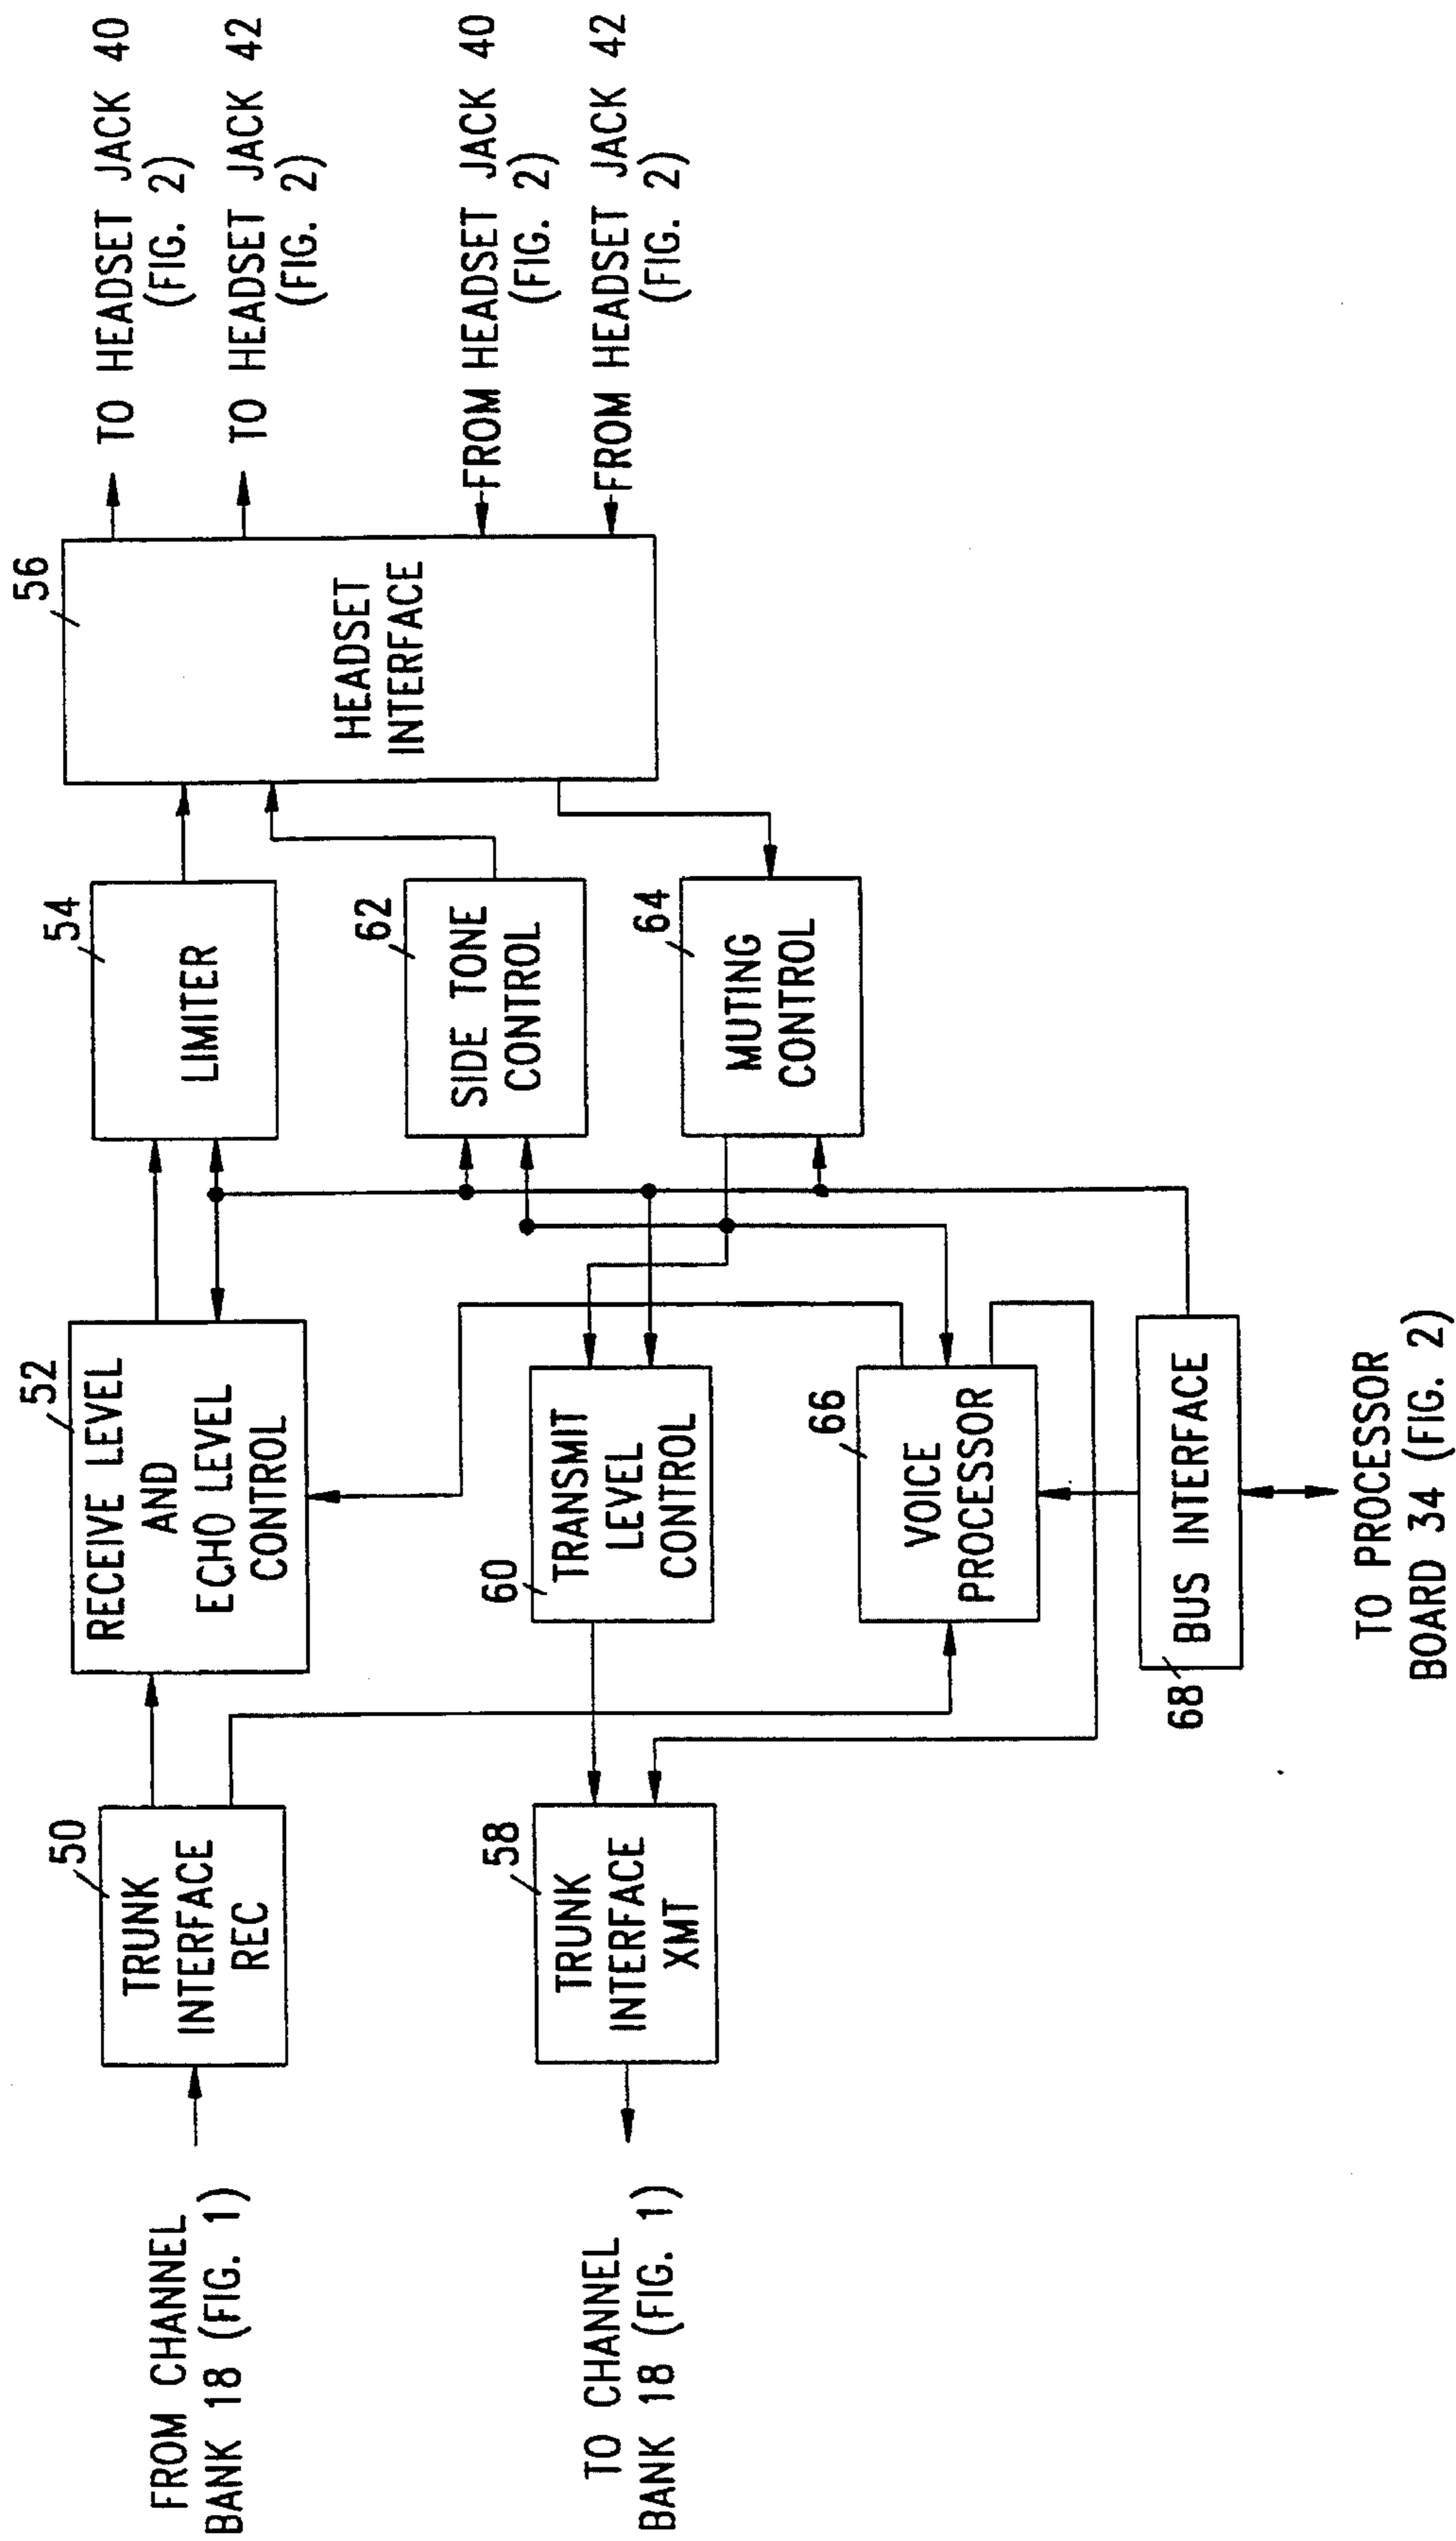 FROM CHANNEL
BANK 18 (FIG. 1)
50
TRUNK
INTERFACE
REC
52
RECEIVE LEVEL
AND
ECHO LEVEL
CONTROL
54
LIMITER
56
HEADSET
INTERFACE
TO HEADSET JACK 40
(FIG. 2)
TO HEADSET JACK 42
(FIG. 2)
FROM HEADSET JACK 40
(FIG. 2)
FROM HEADSET JACK 42
(FIG. 2)
62
SIDE TONE
CONTROL
64
MUTING
CONTROL
TO CHANNEL
BANK 18 (FIG. 1)
58
TRUNK
INTERFACE
XMT
60
TRANSMIT
LEVEL
CONTROL
66
VOICE
PROCESSOR
68
BUS INTERFACE
TO PROCESSOR
BOARD 34 (FIG. 2)